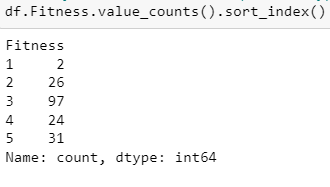 df.Fitness.value_counts().sort_index()
Fitness
1     2
2    26
3    97
4    24
5    31
Name: count, dtype: int64